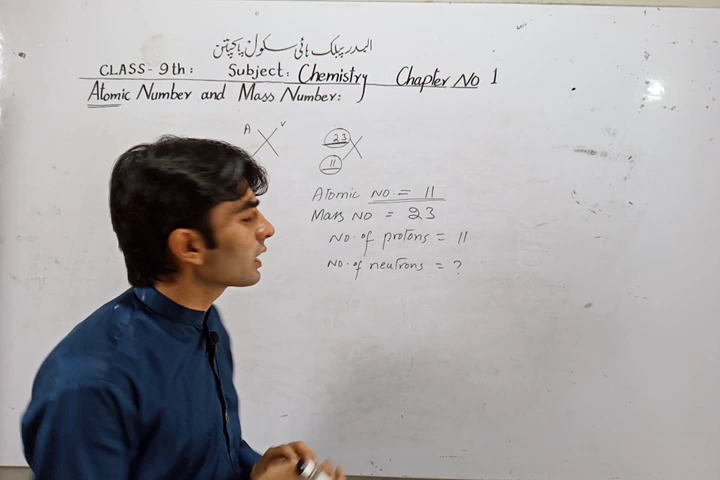 البدر پبلک ہائی سکول پاکپتن
CLASS-9th: Subject: Chemistry Chapter No 1
Atomic Number and Mass Number:
A X V
23 11 X
Atomic NO. = 11
Mass NO = 23
NO. of protons = 11
NO. of neutrons = ?